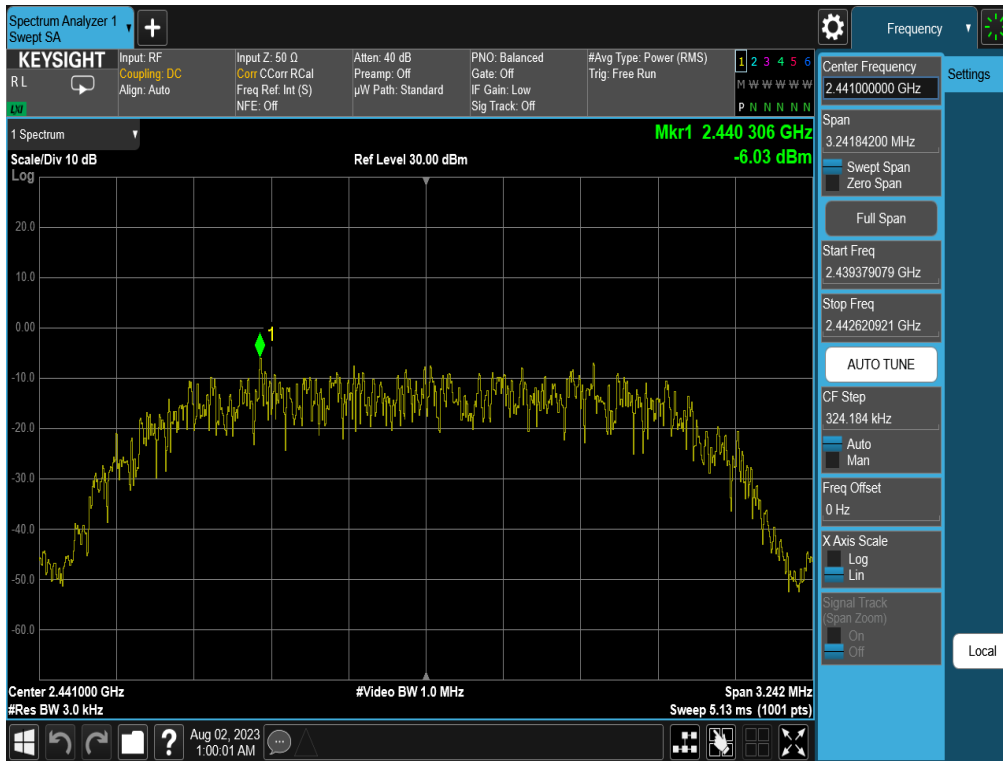 Spectrum Analyzer 1
Swept SA
+
Frequency
KEYSIGHT
R L
LXI
Input: RF
Coupling: DC
Align: Auto
Input Z: 50 Ω
Corr CCorr RCal
Freq Ref: Int (S)
NFE: Off
Atten: 40 dB
Preamp: Off
µW Path: Standard
PNO: Balanced
Gate: Off
IF Gain: Low
Sig Track: Off
#Avg Type: Power (RMS)
Trig: Free Run
1 2 3 4 5 6
M W W W W W
P N N N N N
1 Spectrum
Scale/Div 10 dB
Log
Ref Level 30.00 dBm
Mkr1 2.440 306 GHz
-6.03 dBm
20.0
10.0
0.00
-10.0
-20.0
-30.0
-40.0
-50.0
-60.0
1
Center 2.441000 GHz
#Res BW 3.0 kHz
#Video BW 1.0 MHz
Span 3.242 MHz
Sweep 5.13 ms (1001 pts)
Center Frequency
2.441000000 GHz
Span
3.24184200 MHz
Swept Span
Zero Span
Full Span
Start Freq
2.439379079 GHz
Stop Freq
2.442620921 GHz
AUTO TUNE
CF Step
324.184 kHz
Auto
Man
Freq Offset
0 Hz
X Axis Scale
Log
Lin
Signal Track
(Span Zoom)
On
Off
Settings
Local
?
Aug 02, 2023
1:00:01 AM